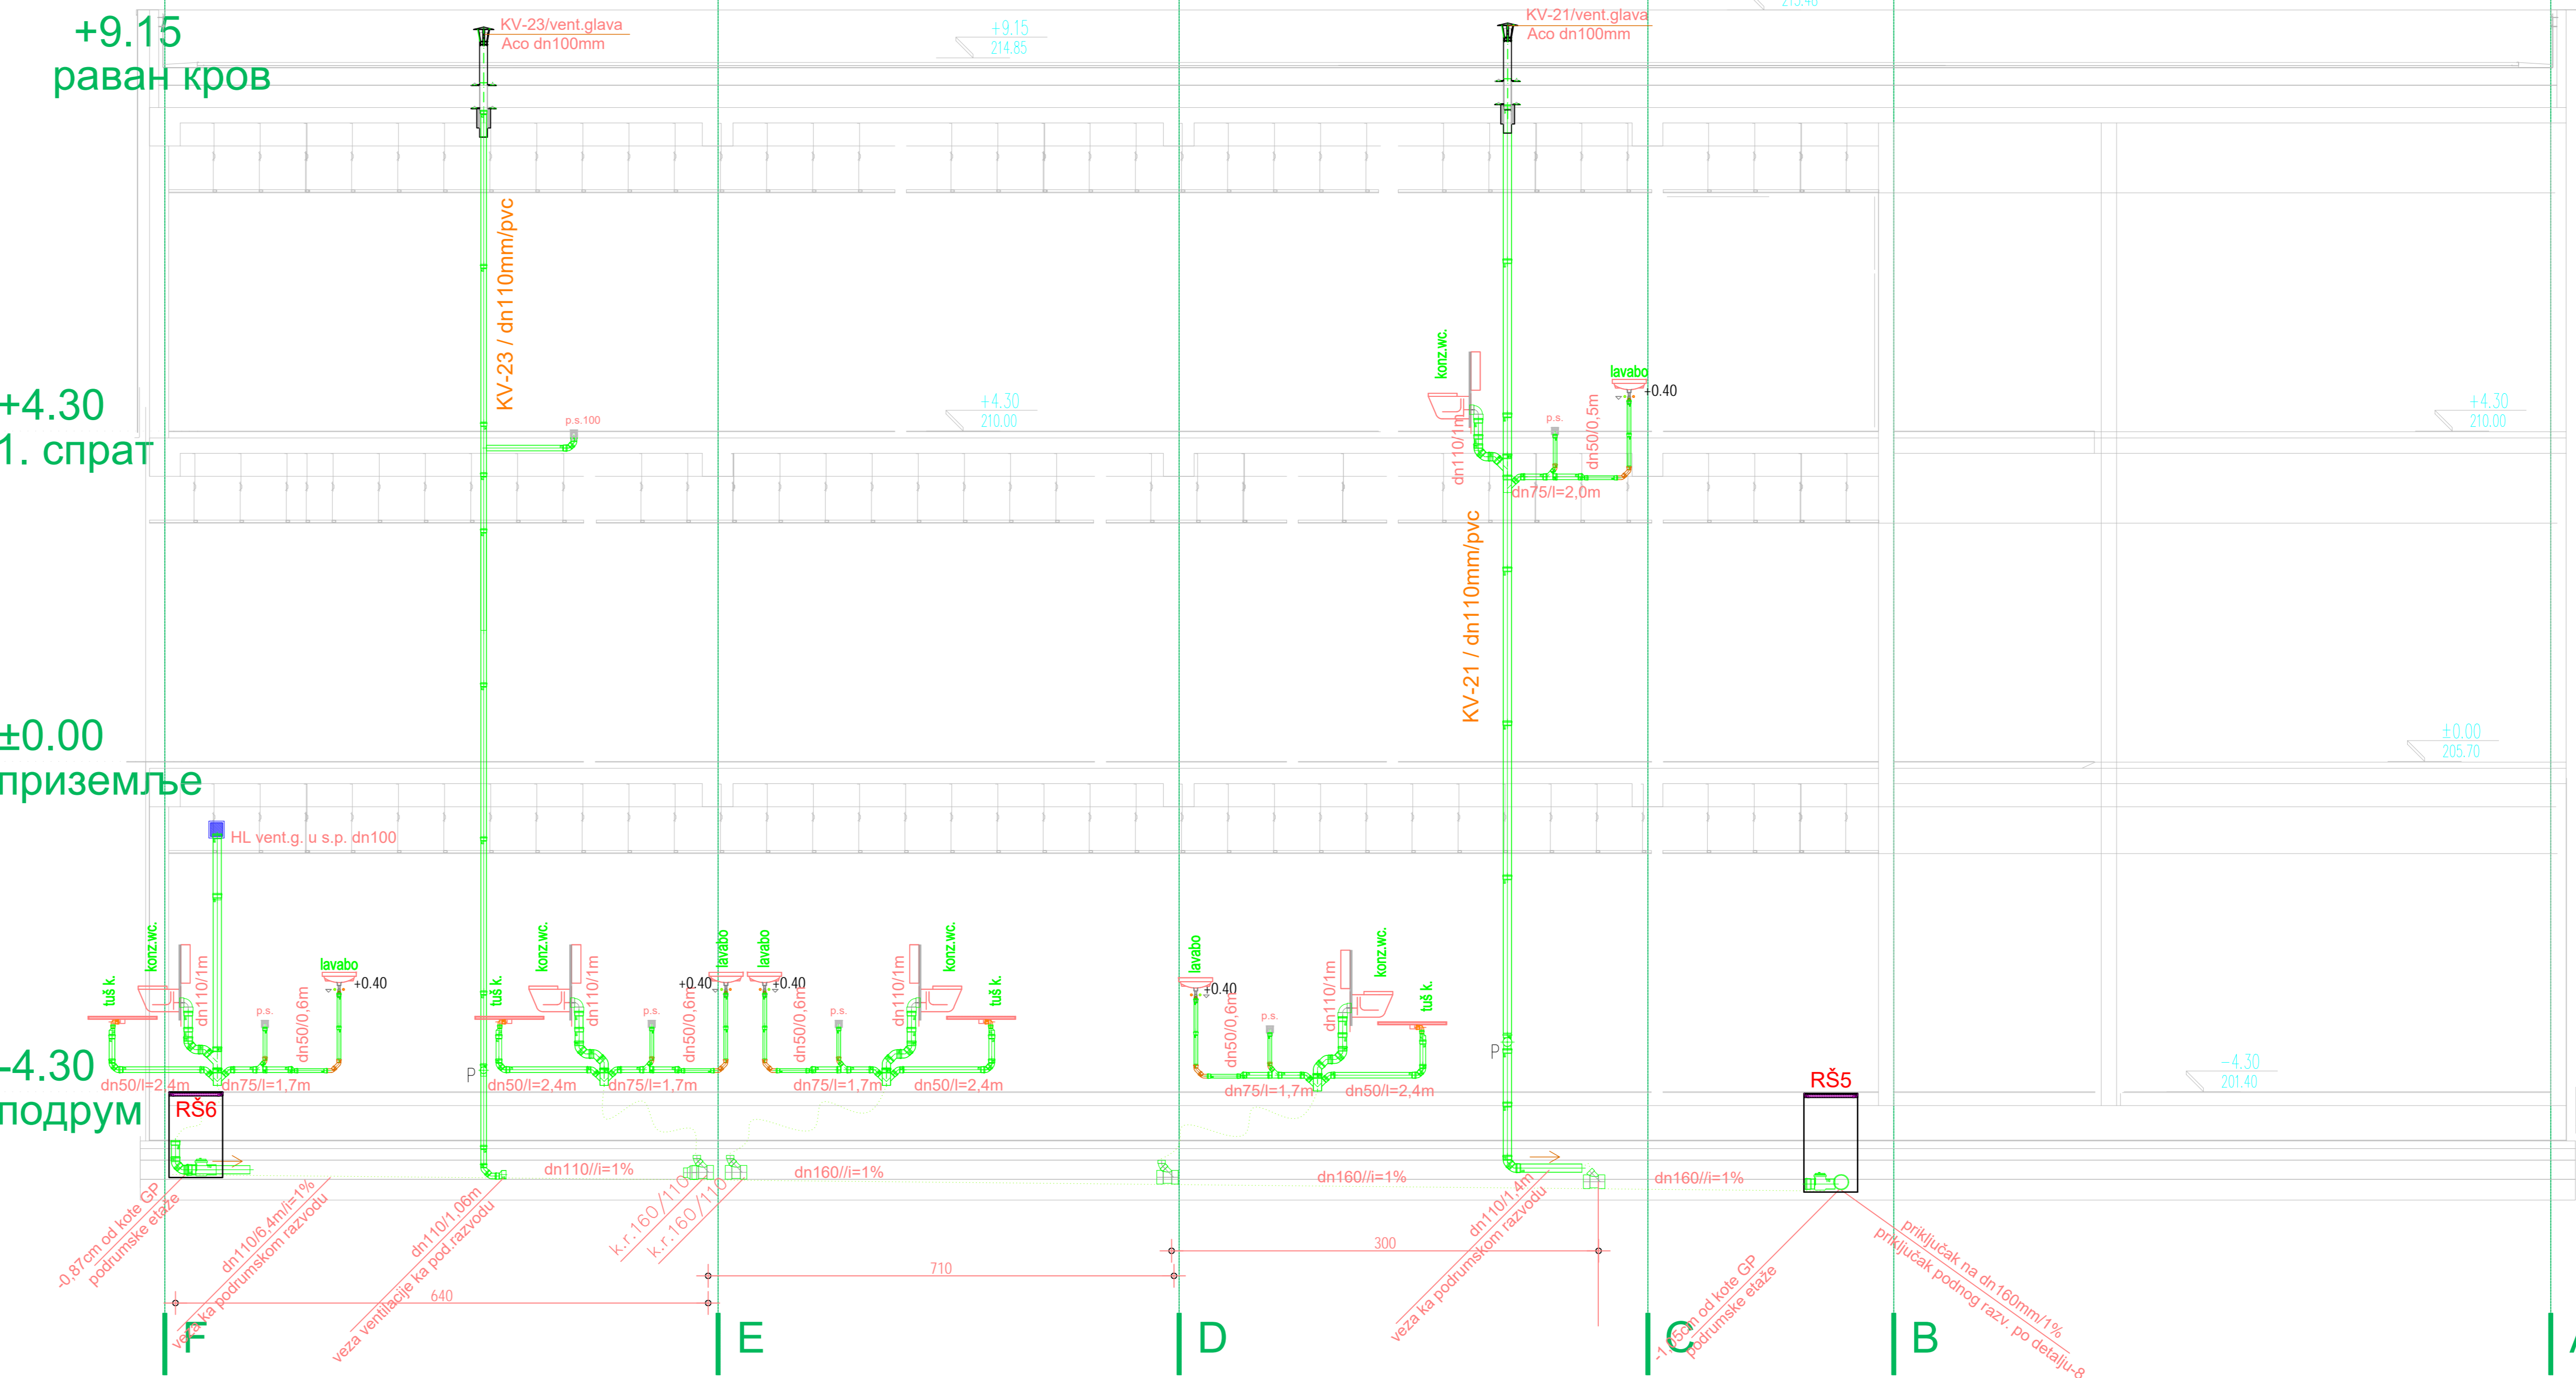 +9.15
раван кров
KV-23/vent.glava
Aco dn100mm
+9.15
214.85
KV-21/vent.glava
Aco dn100mm
KV-23 / dn110mm/pvc
+4.30
1. спрат
p.s.100
+4.30
210.00
konz.wc.
lavabo
+0.40
dn110/1m
p.s.
dn50/0,5m
dn75/l=2,0m
+4.30
210.00
KV-21 / dn110mm/pvc
±0.00
приземље
±0.00
205.70
HL vent.g. u s.p. dn100
tuš k.
konz.wc.
dn110/1m
p.s.
dn50/0,6m
lavabo
+0.40
dn50/l=2,4m
dn75/l=1,7m
P
tuš k.
konz.wc.
dn110/1m
p.s.
dn50/0,6m
lavabo
+0.40
dn50/l=2,4m
dn75/l=1,7m
lavabo
+0.40
dn50/0,6m
p.s.
dn110/1m
konz.wc.
tuš k.
dn75/l=1,7m
dn50/l=2,4m
lavabo
+0.40
dn50/0,6m
p.s.
dn110/1m
konz.wc.
tuš k.
dn75/l=1,7m
dn50/l=2,4m
P
-4.30
подрум
-4.30
201.40
RŠ6
RŠ5
dn110//i=1%
dn160//i=1%
dn160//i=1%
dn160//i=1%
-0,87cm od kote GP
podrumske etaže
dn110/6,4m/i=1%
veza ka podrumskom razvodu
dn110/1,06m
veza ventilacije ka pod.razvodu
k.r.160/110
k.r.160/110
dn110/1,4m
veza ka podrumskom razvodu
-1,05cm od kote GP
podrumske etaže
priključak na dn160mm/1%
priključak podnog razv. po detalju-8
300
710
640
F
E
D
C
B